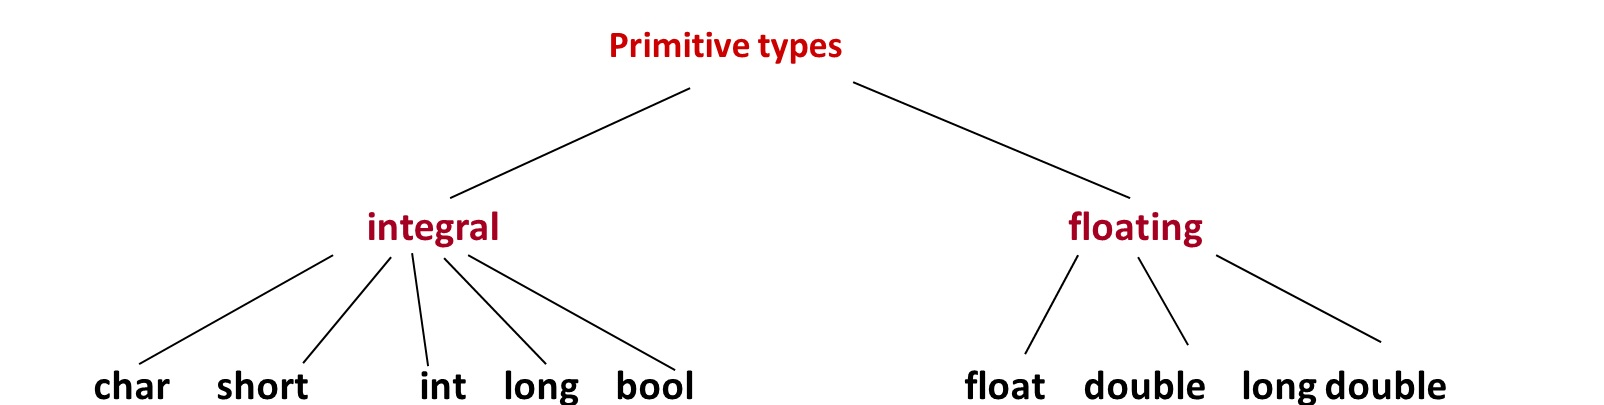 Primitive types
integral floating
char short int long bool float double long double